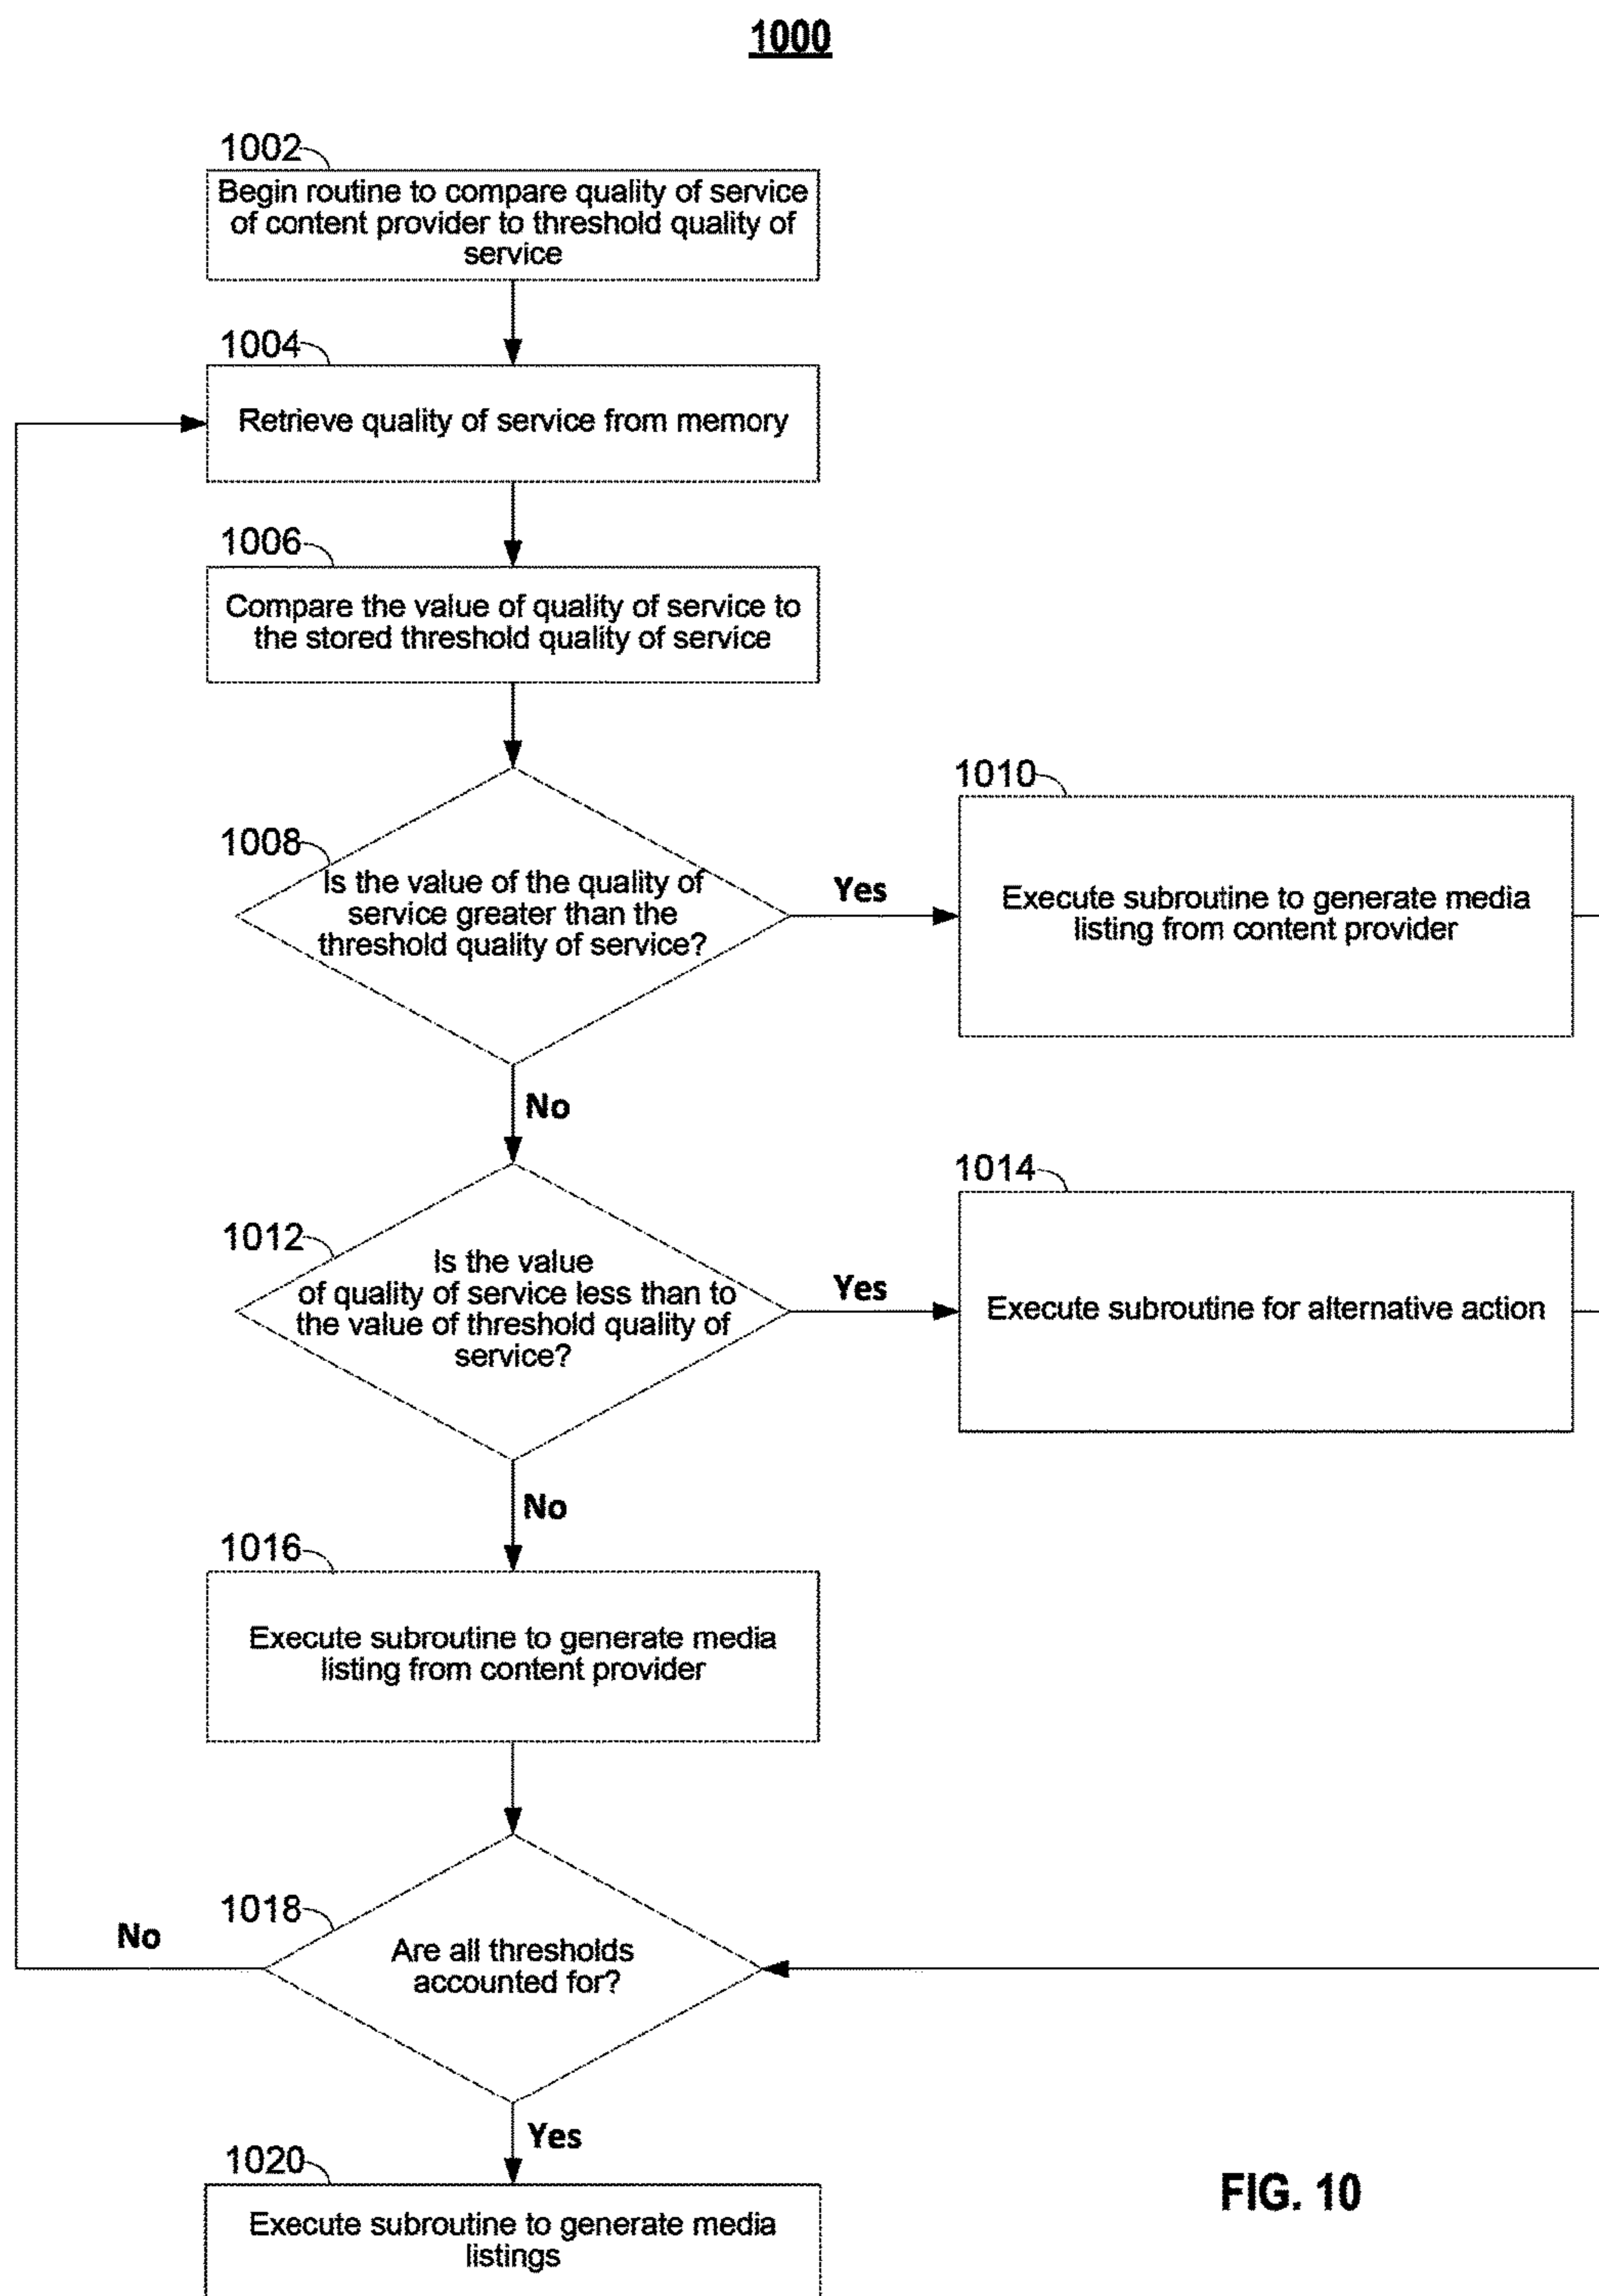 1000
1002
Begin routine to compare quality of service
of content provider to threshold quality of
service
1004
Retrieve quality of service from memory
1006
Compare the value of quality of service to
the stored threshold quality of service
1008
Is the value of the quality of
service greater than the
threshold quality of service?
Yes
1010
Execute subroutine to generate media
listing from content provider
No
1012
Is the value
of quality of service less than to
the value of threshold quality of
service?
Yes
1014
Execute subroutine for alternative action
No
1016
Execute subroutine to generate media
listing from content provider
1018
Are all thresholds
accounted for?
No
Yes
1020
Execute subroutine to generate media
listings
FIG. 10